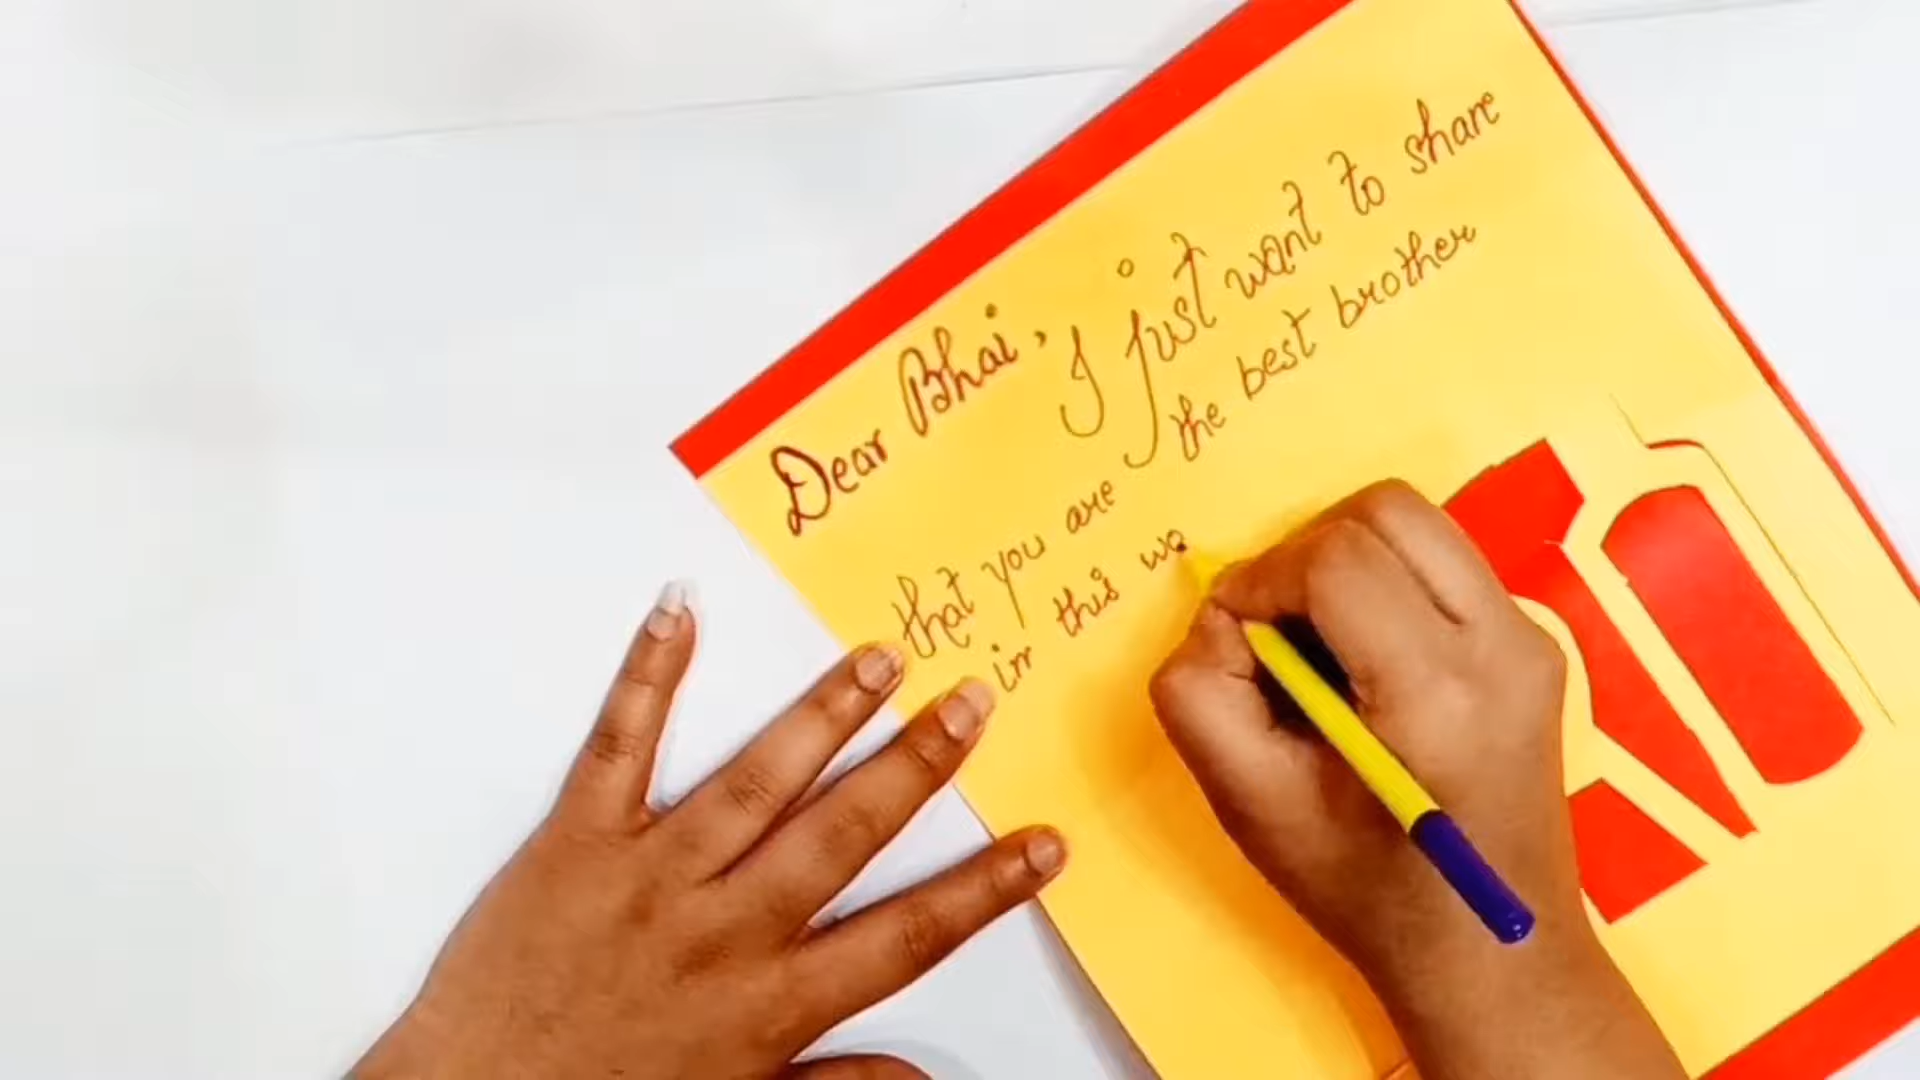 Dear Bhai, I just want to share
that you are the best brother
in this wo